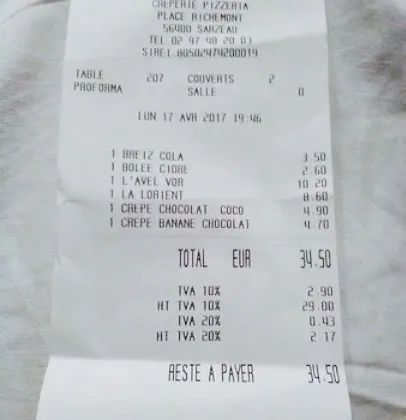 CREPERIE PIZZERIA
PLACE RICHEMONT
56400 SARZEAU
TEL.02 97 48 20 03
SIRET.80502474200019
TABLE 207 COUVERTS 2
PROFORMA SALLE 0
LUN 17 AVR 2017 19:46
1 BREIZ COLA 3.50
1 BOLEE CIDRE 2.60
1 L'AVEL VOR 10.20
1 LA LORIENT 8.60
1 CREPE CHOCOLAT COCO 4.90
1 CREPE BANANE CHOCOLAT 4.70
TOTAL EUR 34.50
TVA 10% 2.90
HT TVA 10% 29.00
TVA 20% 0.43
HT TVA 20% 2.17
RESTE A PAYER 34.50